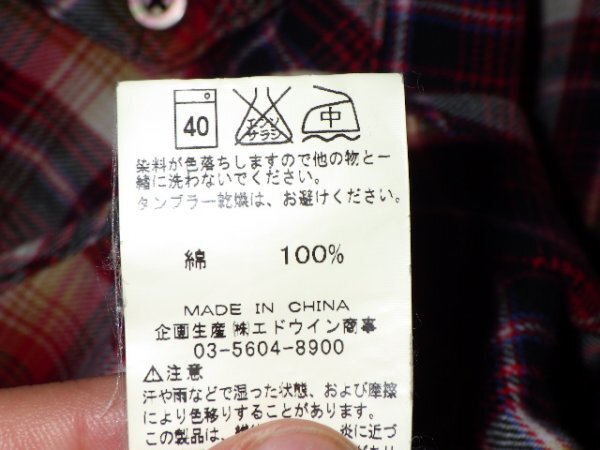 40
エンソ
サラシ
中
染料が色落ちしますので他の物と一
緒に洗わないでください。
タンブラー乾燥は、お避けください。
綿 100%
MADE IN CHINA
企画生産㈱エドウイン商事
03-5604-8900
⚠注意
汗や雨などで湿った状態、および摩擦
により色移りすることがあります。
この製品は、 炎に近づ